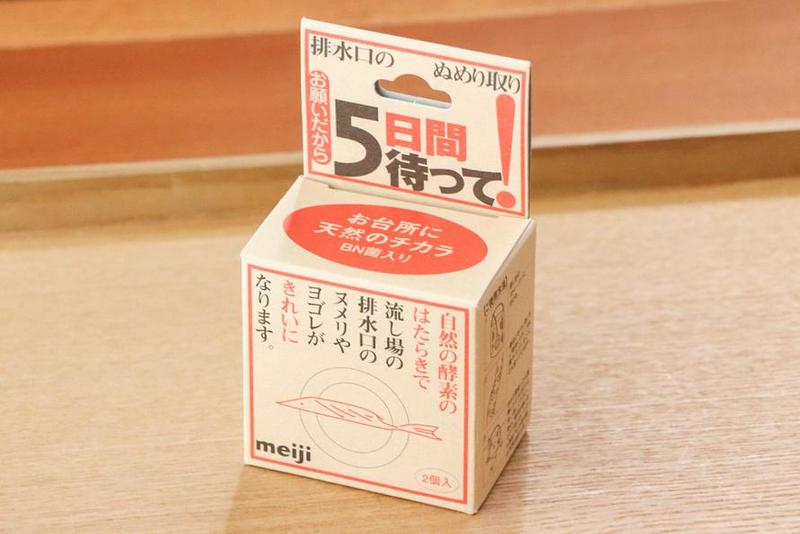 排水口の ぬめり取り
お願いだから
5日間
待って!
お台所に
天然のチカラ
BN菌入り
自然の酵素の
はたらきで
流し場の
排水口の
ヌメリや
ヨゴレが
きれいに
なります。
meiji
2個入